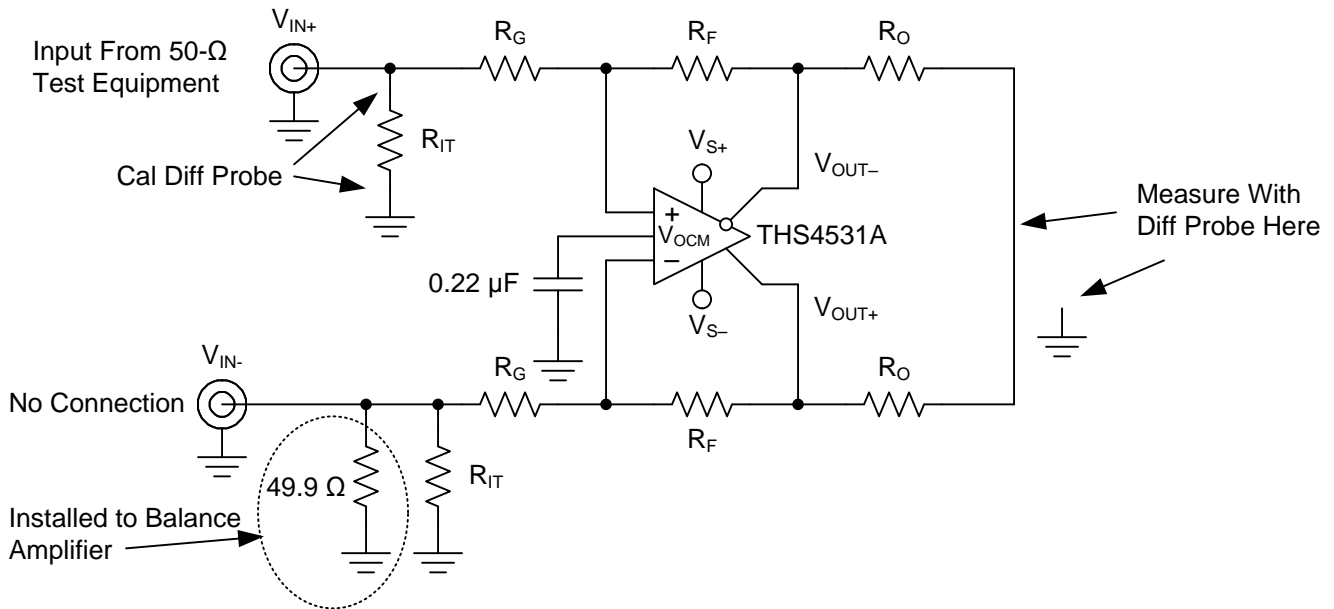 V_IN+
Input From 50-Ω
Test Equipment
R_G
R_F
R_O
R_IT
Cal Diff Probe
V_S+
V_OUT–
Measure With
Diff Probe Here
+
V_OCM
–
THS4531A
0.22 µF
V_S–
V_OUT+
V_IN-
R_G
R_O
No Connection
R_F
49.9 Ω
R_IT
Installed to Balance
Amplifier